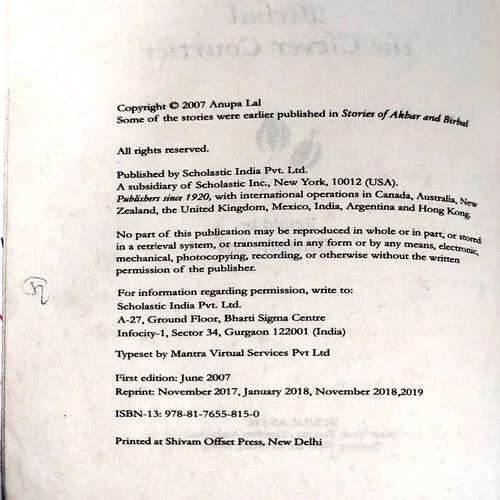 Copyright © 2007 Anupa Lal
Some of the stories were earlier published in Stories of Akbar and Birbal
All rights reserved.
Published by Scholastic India Pvt. Ltd.
A subsidiary of Scholastic Inc., New York, 10012 (USA).
Publishers since 1920, with international operations in Canada, Australia, New
Zealand, the United Kingdom, Mexico, India, Argentina and Hong Kong.
No part of this publication may be reproduced in whole or in part, or stored
in a retrieval system, or transmitted in any form or by any means, electronic,
mechanical, photocopying, recording, or otherwise without the written
permission of the publisher.
For information regarding permission, write to:
Scholastic India Pvt. Ltd.
A-27, Ground Floor, Bharti Sigma Centre
Infocity-1, Sector 34, Gurgaon 122001 (India)
Typeset by Mantra Virtual Services Pvt Ltd
First edition: June 2007
Reprint: November 2017, January 2018, November 2018,2019
ISBN-13: 978-81-7655-815-0
Printed at Shivam Offset Press, New Delhi